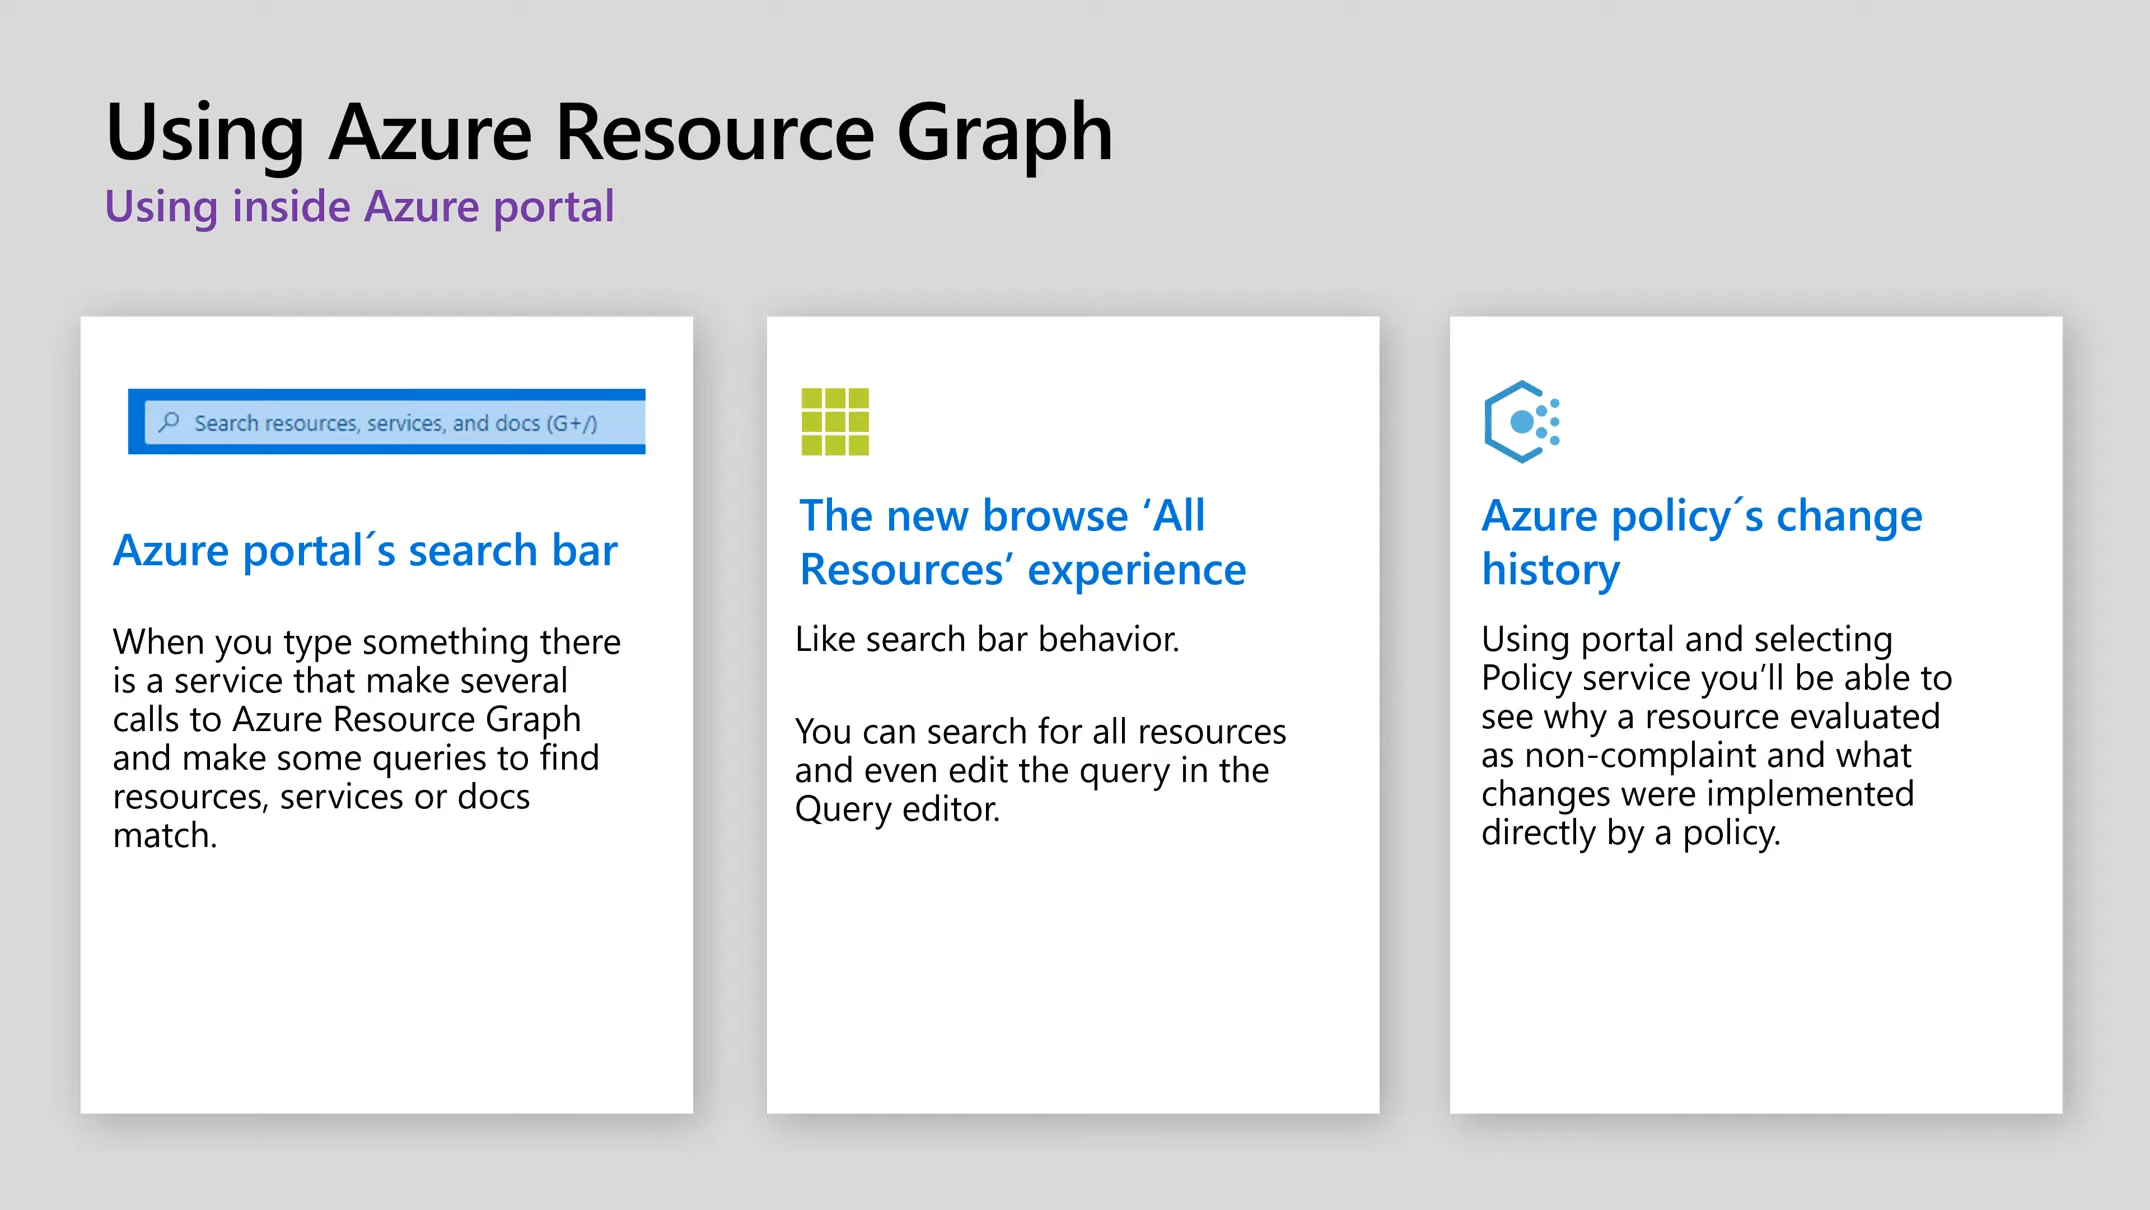 Using Azure Resource Graph
Using inside Azure portal
Search resources, services, and docs (G+/)
Azure portal´s search bar
When you type something there
is a service that make several
calls to Azure Resource Graph
and make some queries to find
resources, services or docs
match.
The new browse ‘All
Resources’ experience
Like search bar behavior.
You can search for all resources
and even edit the query in the
Query editor.
Azure policy´s change
history
Using portal and selecting
Policy service you’ll be able to
see why a resource evaluated
as non-complaint and what
changes were implemented
directly by a policy.